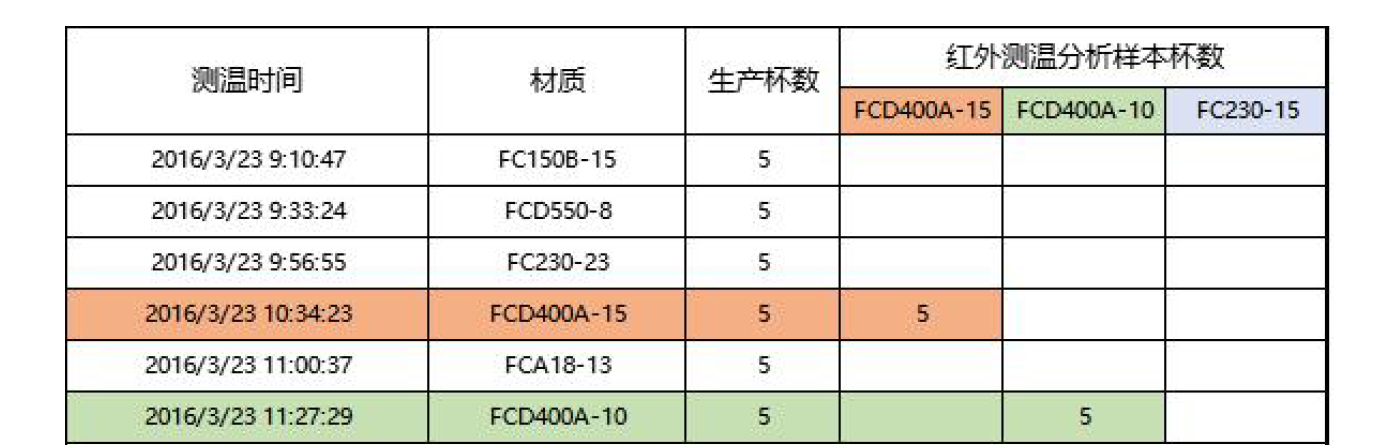 测温时间 材质 生产杯数 红外测温分析样本杯数
FCD400A-15 FCD400A-10 FC230-15
2016/3/23 9:10:47 FC150B-15 5
2016/3/23 9:33:24 FCD550-8 5
2016/3/23 9:56:55 FC230-23 5
2016/3/23 10:34:23 FCD400A-15 5 5
2016/3/23 11:00:37 FCA18-13 5
2016/3/23 11:27:29 FCD400A-10 5 5